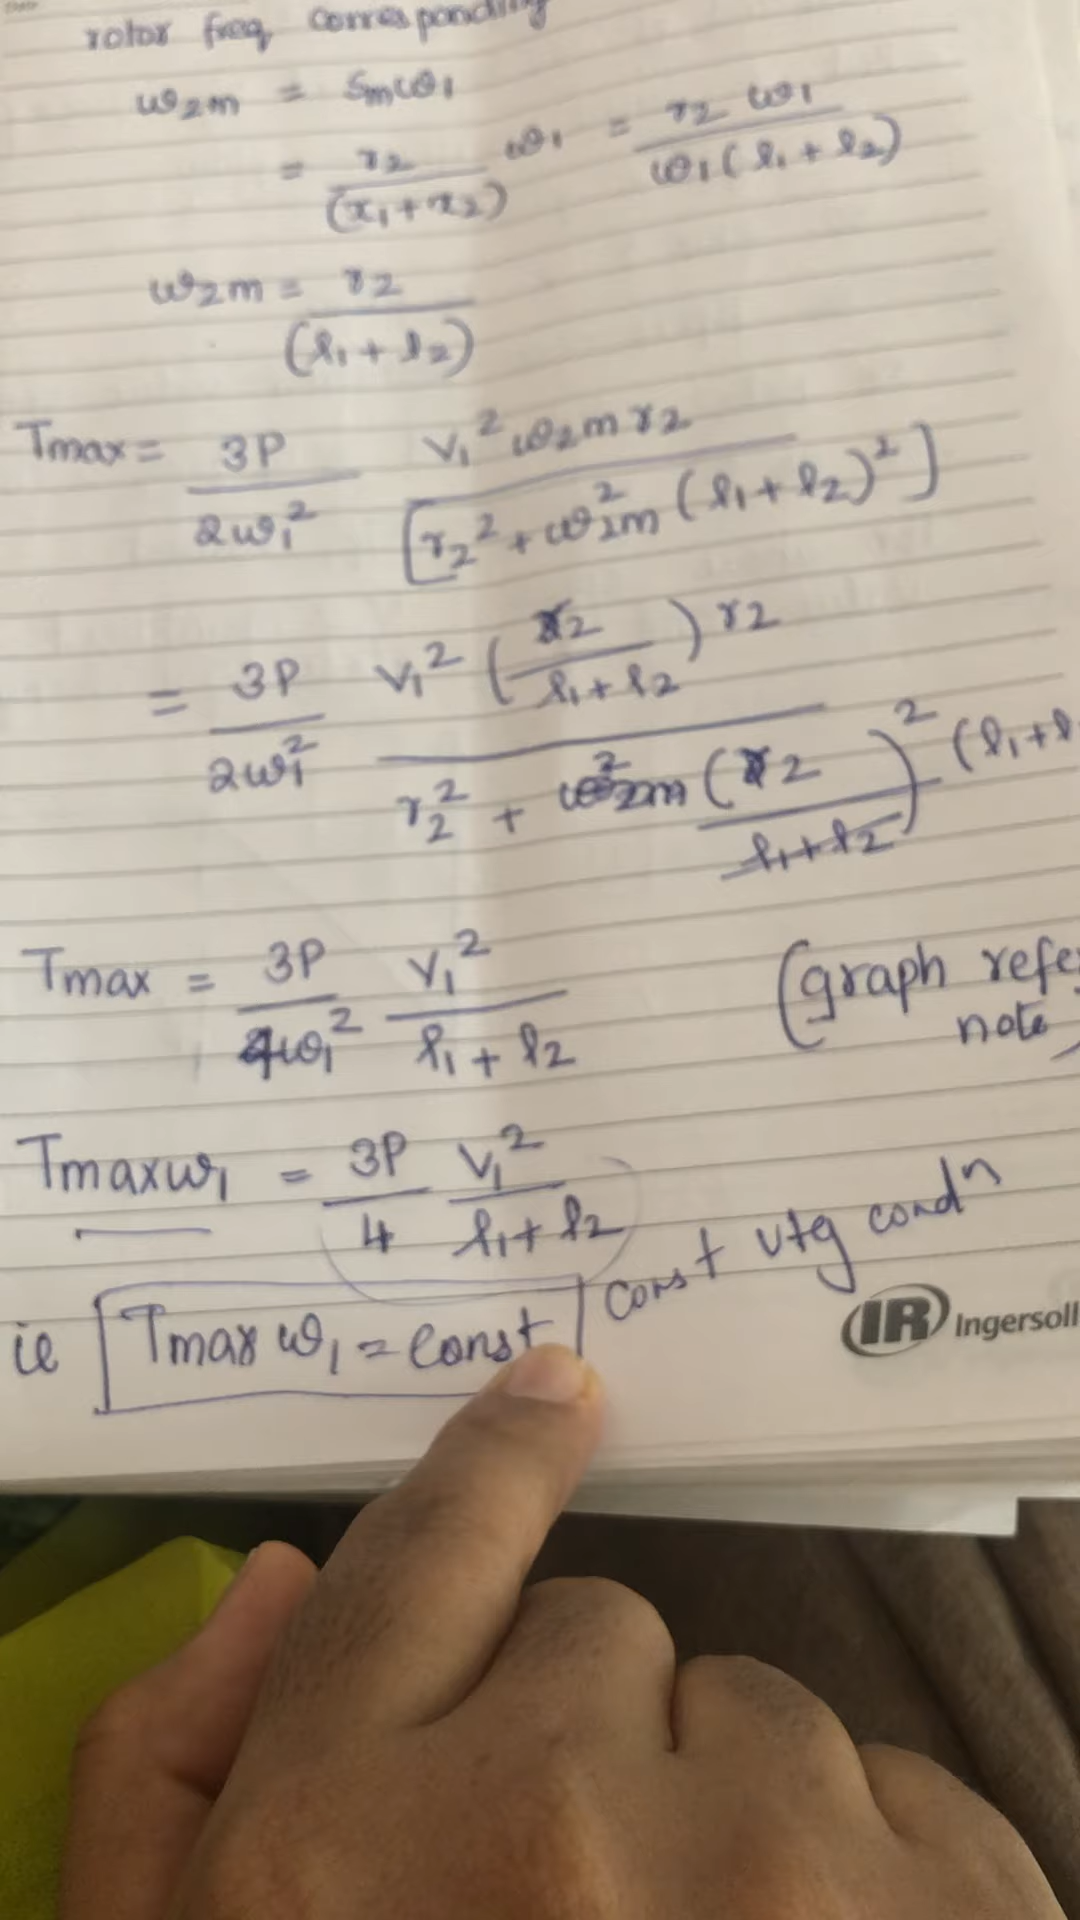 rotor freq corresponding
ω2m = Smω1
= r2/(x1+x2) ω1 = r2 ω1/ω1(l1+l2)
ω2m = r2/(l1+l2)
Tmax = 3P/2ω1² V1² ω2m r2/[r2² + ω2m² (l1+l2)²]
= 3P/2ω1² V1² (r2/l1+l2) r2/r2² + (r2/l1+l2)² (l1+l
Tmax = 3P/4ω1² V1²/l1+l2
(graph refe
note)
Tmaxω1 = 3P/4 V1²/l1+l2
const vtg condn
ie Tmax ω1 = const
IR Ingersoll